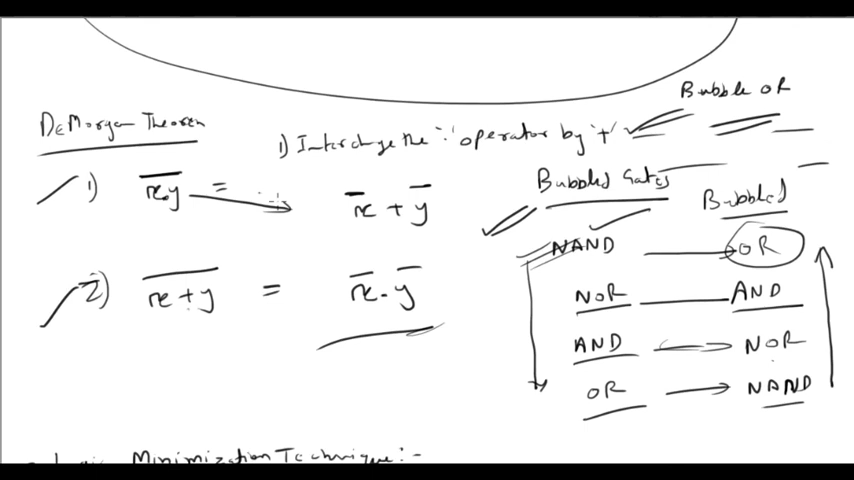 Bubble OR
DeMorgan Theorem
1) Interchange the '.' operator by '+'
1) x̅.̅y̅ = x̅ + y̅
Bubbled Gates
Bubbled
NAND → OR
2) x̅+̅y̅ = x̅ . y̅
NOR — AND
AND ↔ NOR
OR → NAND
Logic Minimization Technique :-